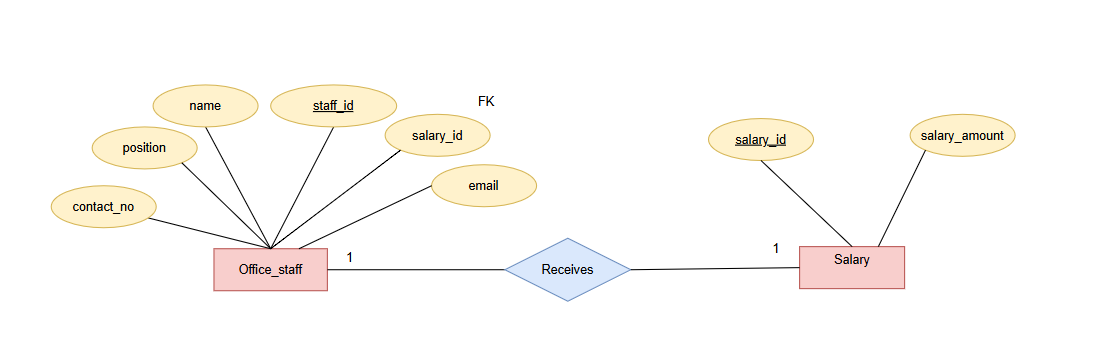 name
staff_id
FK
salary_id
position
email
contact_no
salary_id
salary_amount
Office_staff
1
Receives
1
Salary